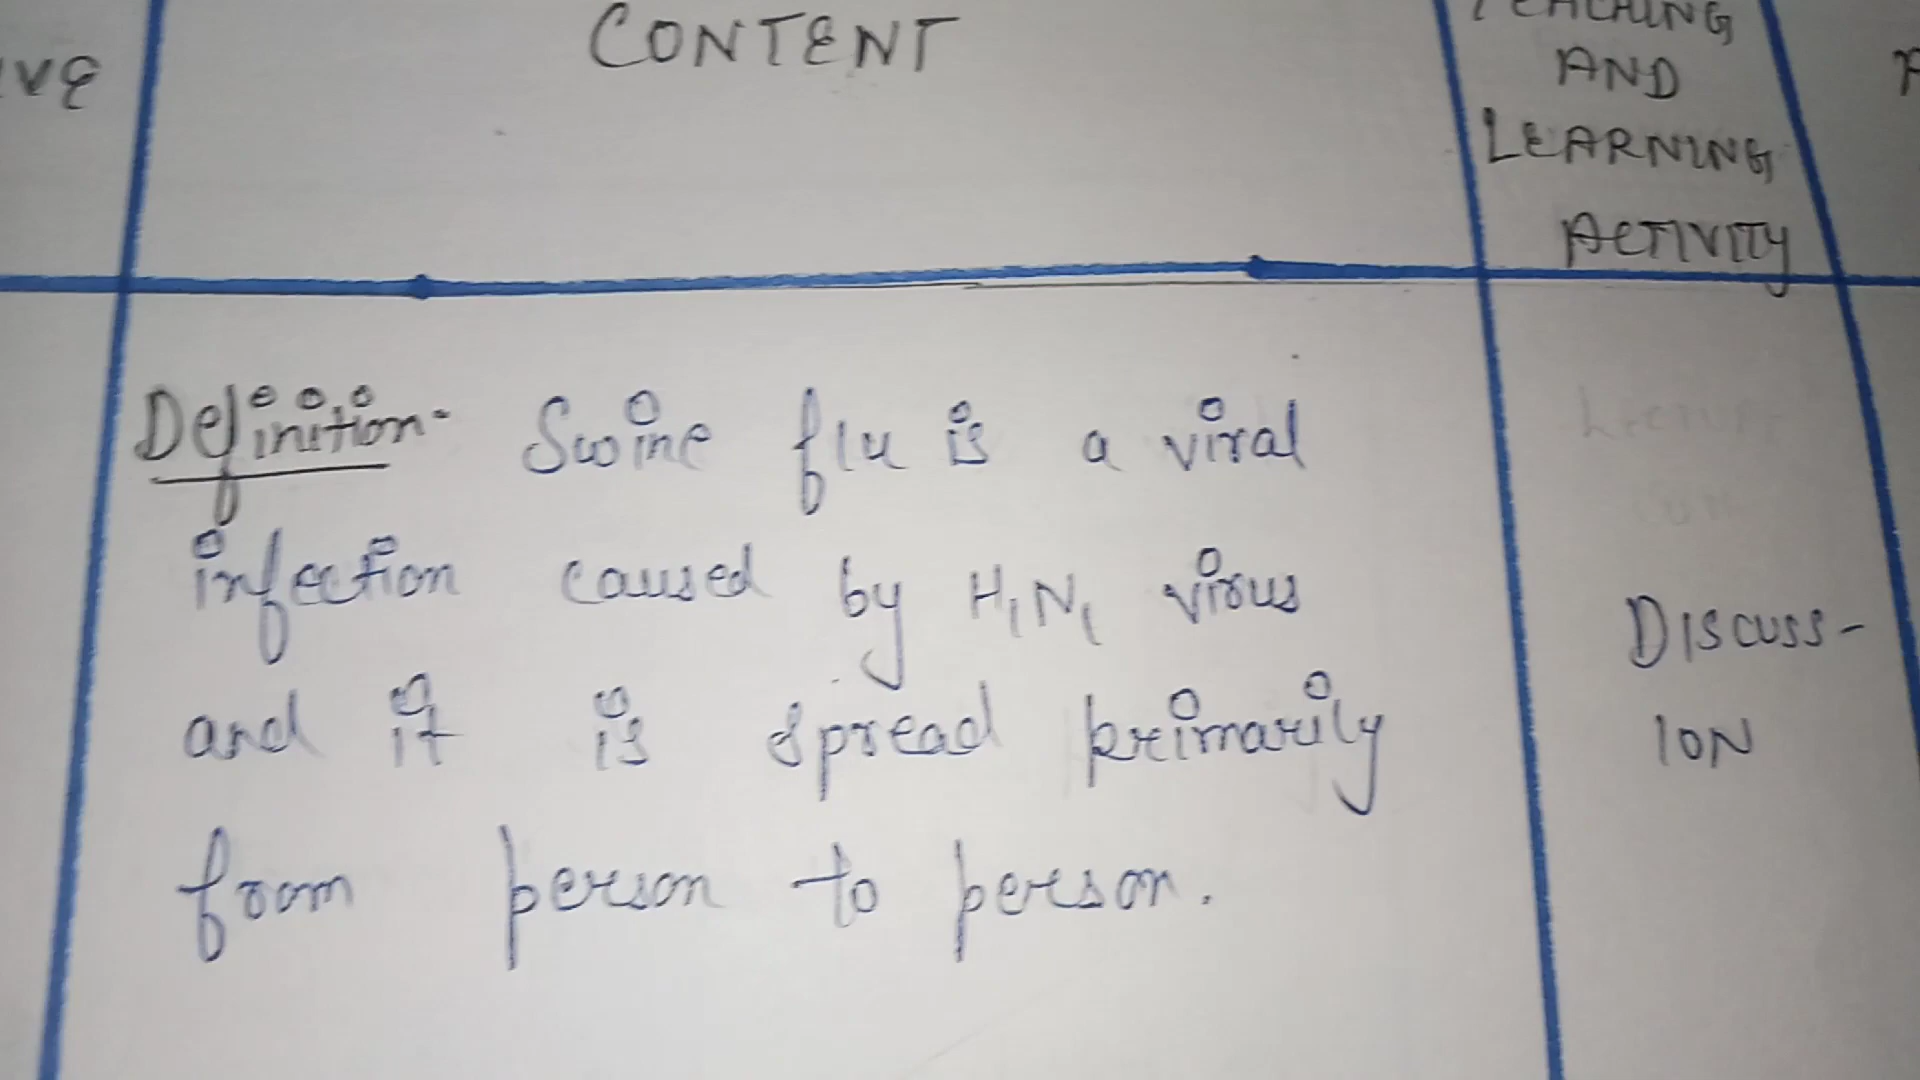 CONTENT
TEACHING
AND
LEARNING
ACTIVITY
Definition- Swine flu is a viral
infection caused by H₁N₁ virus
and it is spread primarily
from person to person.
DISCUSS-
ION